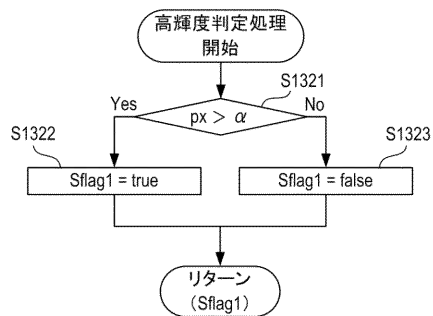 高輝度判定処理
開始
S1321
Yes
px > α
No
S1322
S1323
Sflag1 = true
Sflag1 = false
リターン
(Sflag1)